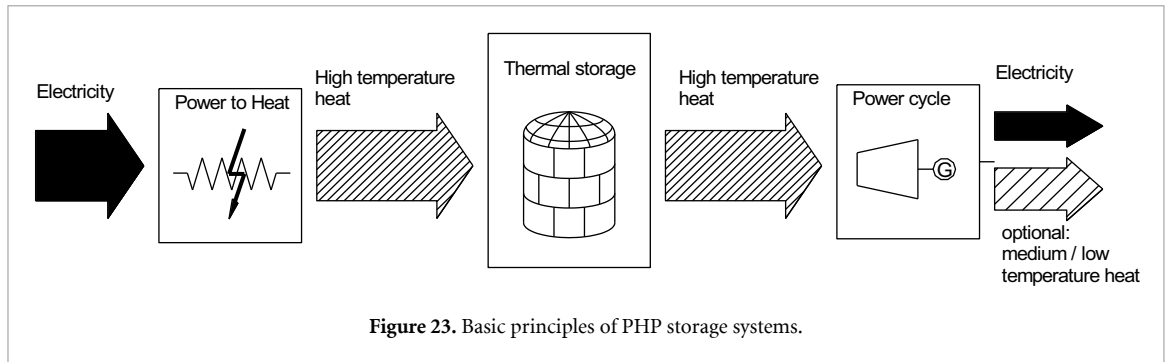 Electricity
Power to Heat
High temperature
heat
Thermal storage
High temperature
heat
Power cycle
G
Electricity
optional:
medium / low
temperature heat
Figure 23. Basic principles of PHP storage systems.